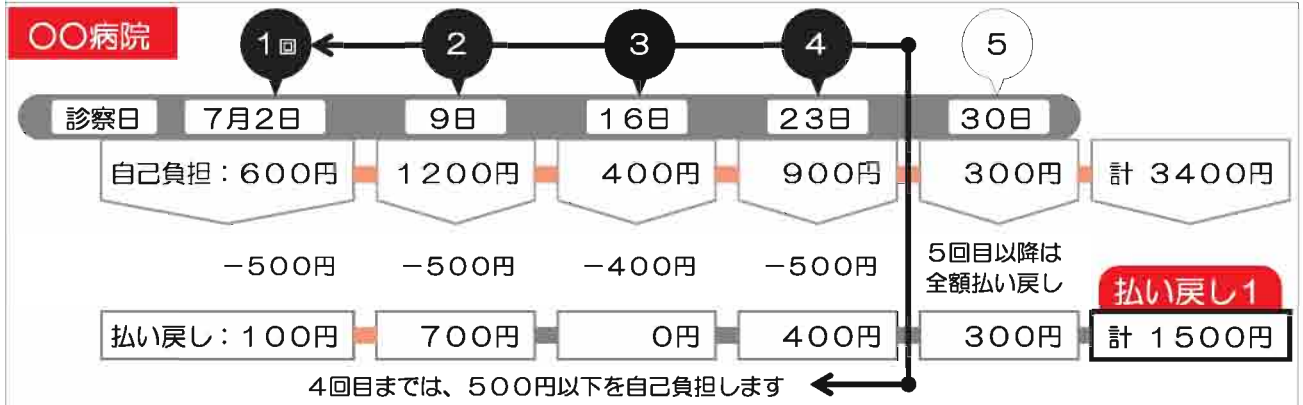 〇〇病院
1回 2 3 4 5
診察日 7月2日 9日 16日 23日 30日
自己負担：600円 1200円 400円 900円 300円 計 3400円
－500円 －500円 －400円 －500円 5回目以降は
全額払い戻し
払い戻し1
払い戻し：100円 700円 0円 400円 300円 計 1500円
4回目までは、500円以下を自己負担します